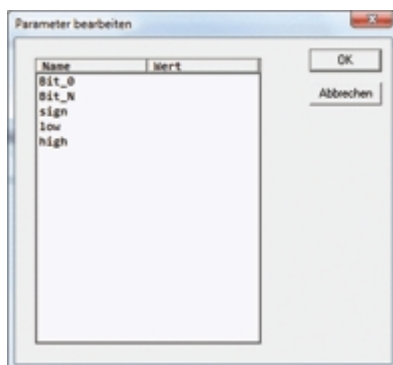 Parameter bearbeiten
OK
Abbrechen
Name Wert
Bit_0
Bit_N
sign
low
high